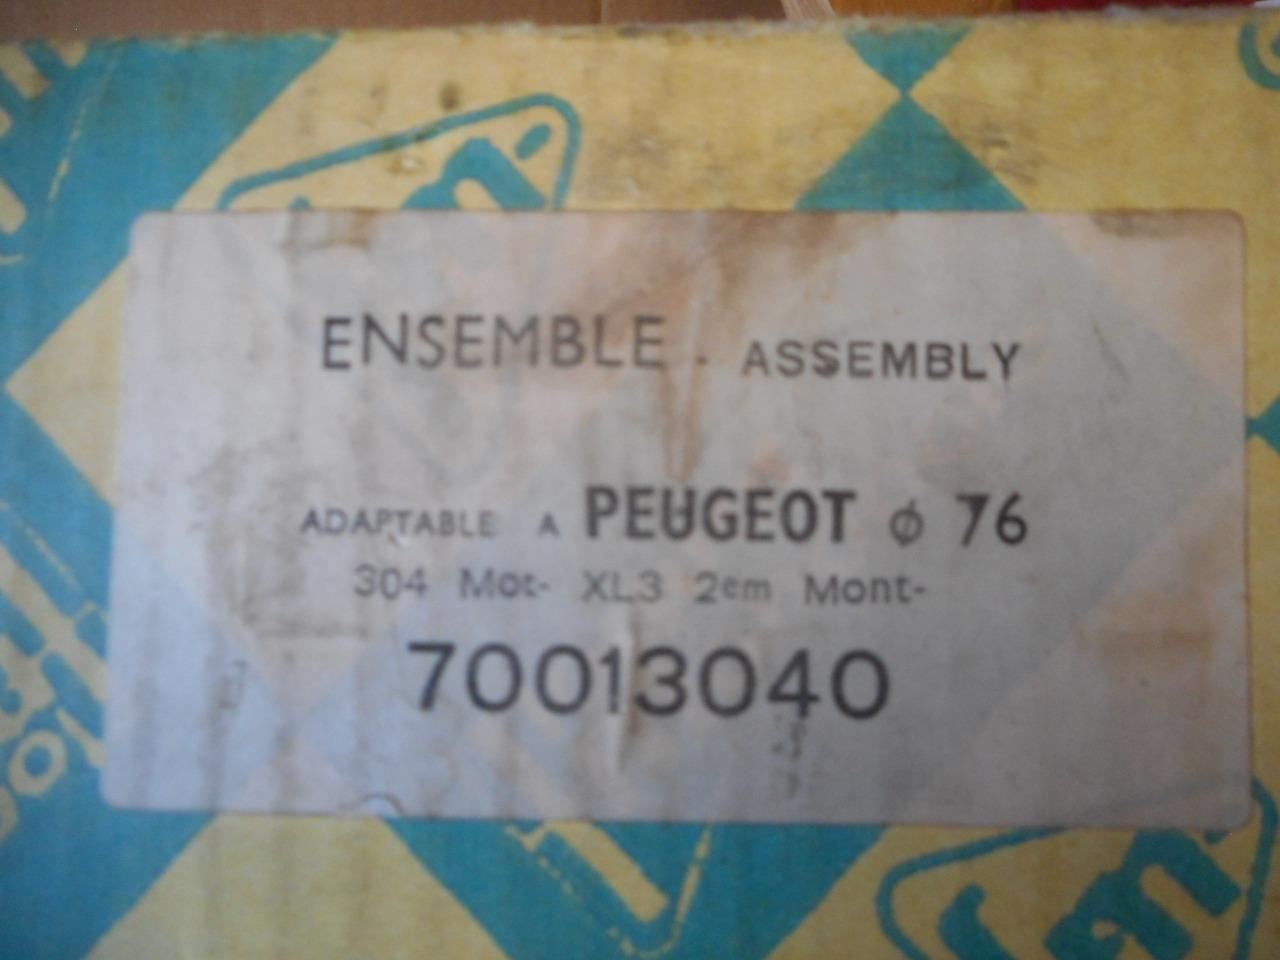 ENSEMBLE - ASSEMBLY
ADAPTABLE A PEUGEOT ϕ 76
304 Mot- XL3 2em Mont-
70013040